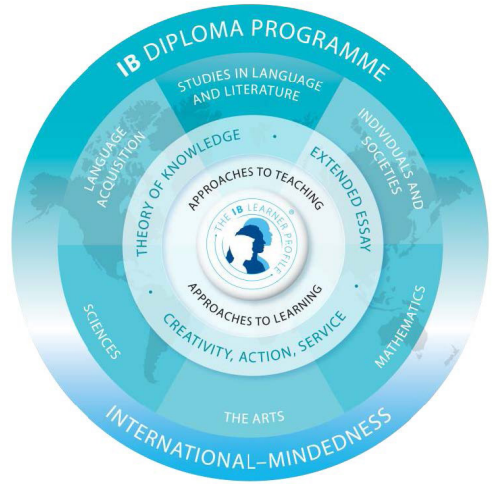 IB DIPLOMA PROGRAMME
STUDIES IN LANGUAGE
AND LITERATURE
LANGUAGE
ACQUISITION
INDIVIDUALS AND
SOCIETIES
THEORY OF KNOWLEDGE
EXTENDED ESSAY
APPROACHES TO TEACHING
THE IB LEARNER PROFILE
®
APPROACHES TO LEARNING
CREATIVITY, ACTION, SERVICE
SCIENCES
MATHEMATICS
THE ARTS
INTERNATIONAL–MINDEDNESS